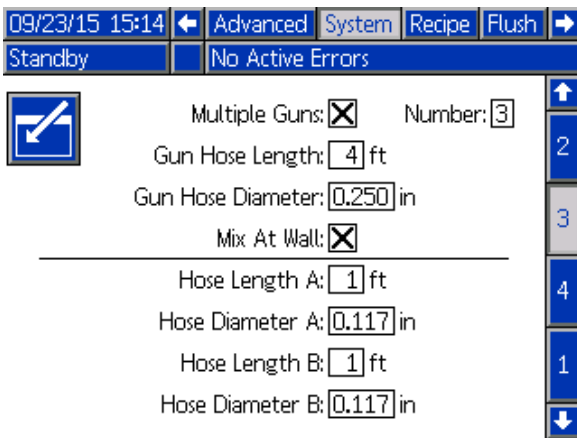 09/23/15 15:14 Advanced System Recipe Flush
Standby No Active Errors
Multiple Guns: Number: 3
Gun Hose Length: 4 ft
Gun Hose Diameter: 0.250 in
Mix At Wall:
Hose Length A: 1 ft
Hose Diameter A: 0.117 in
Hose Length B: 1 ft
Hose Diameter B: 0.117 in
2
3
4
1